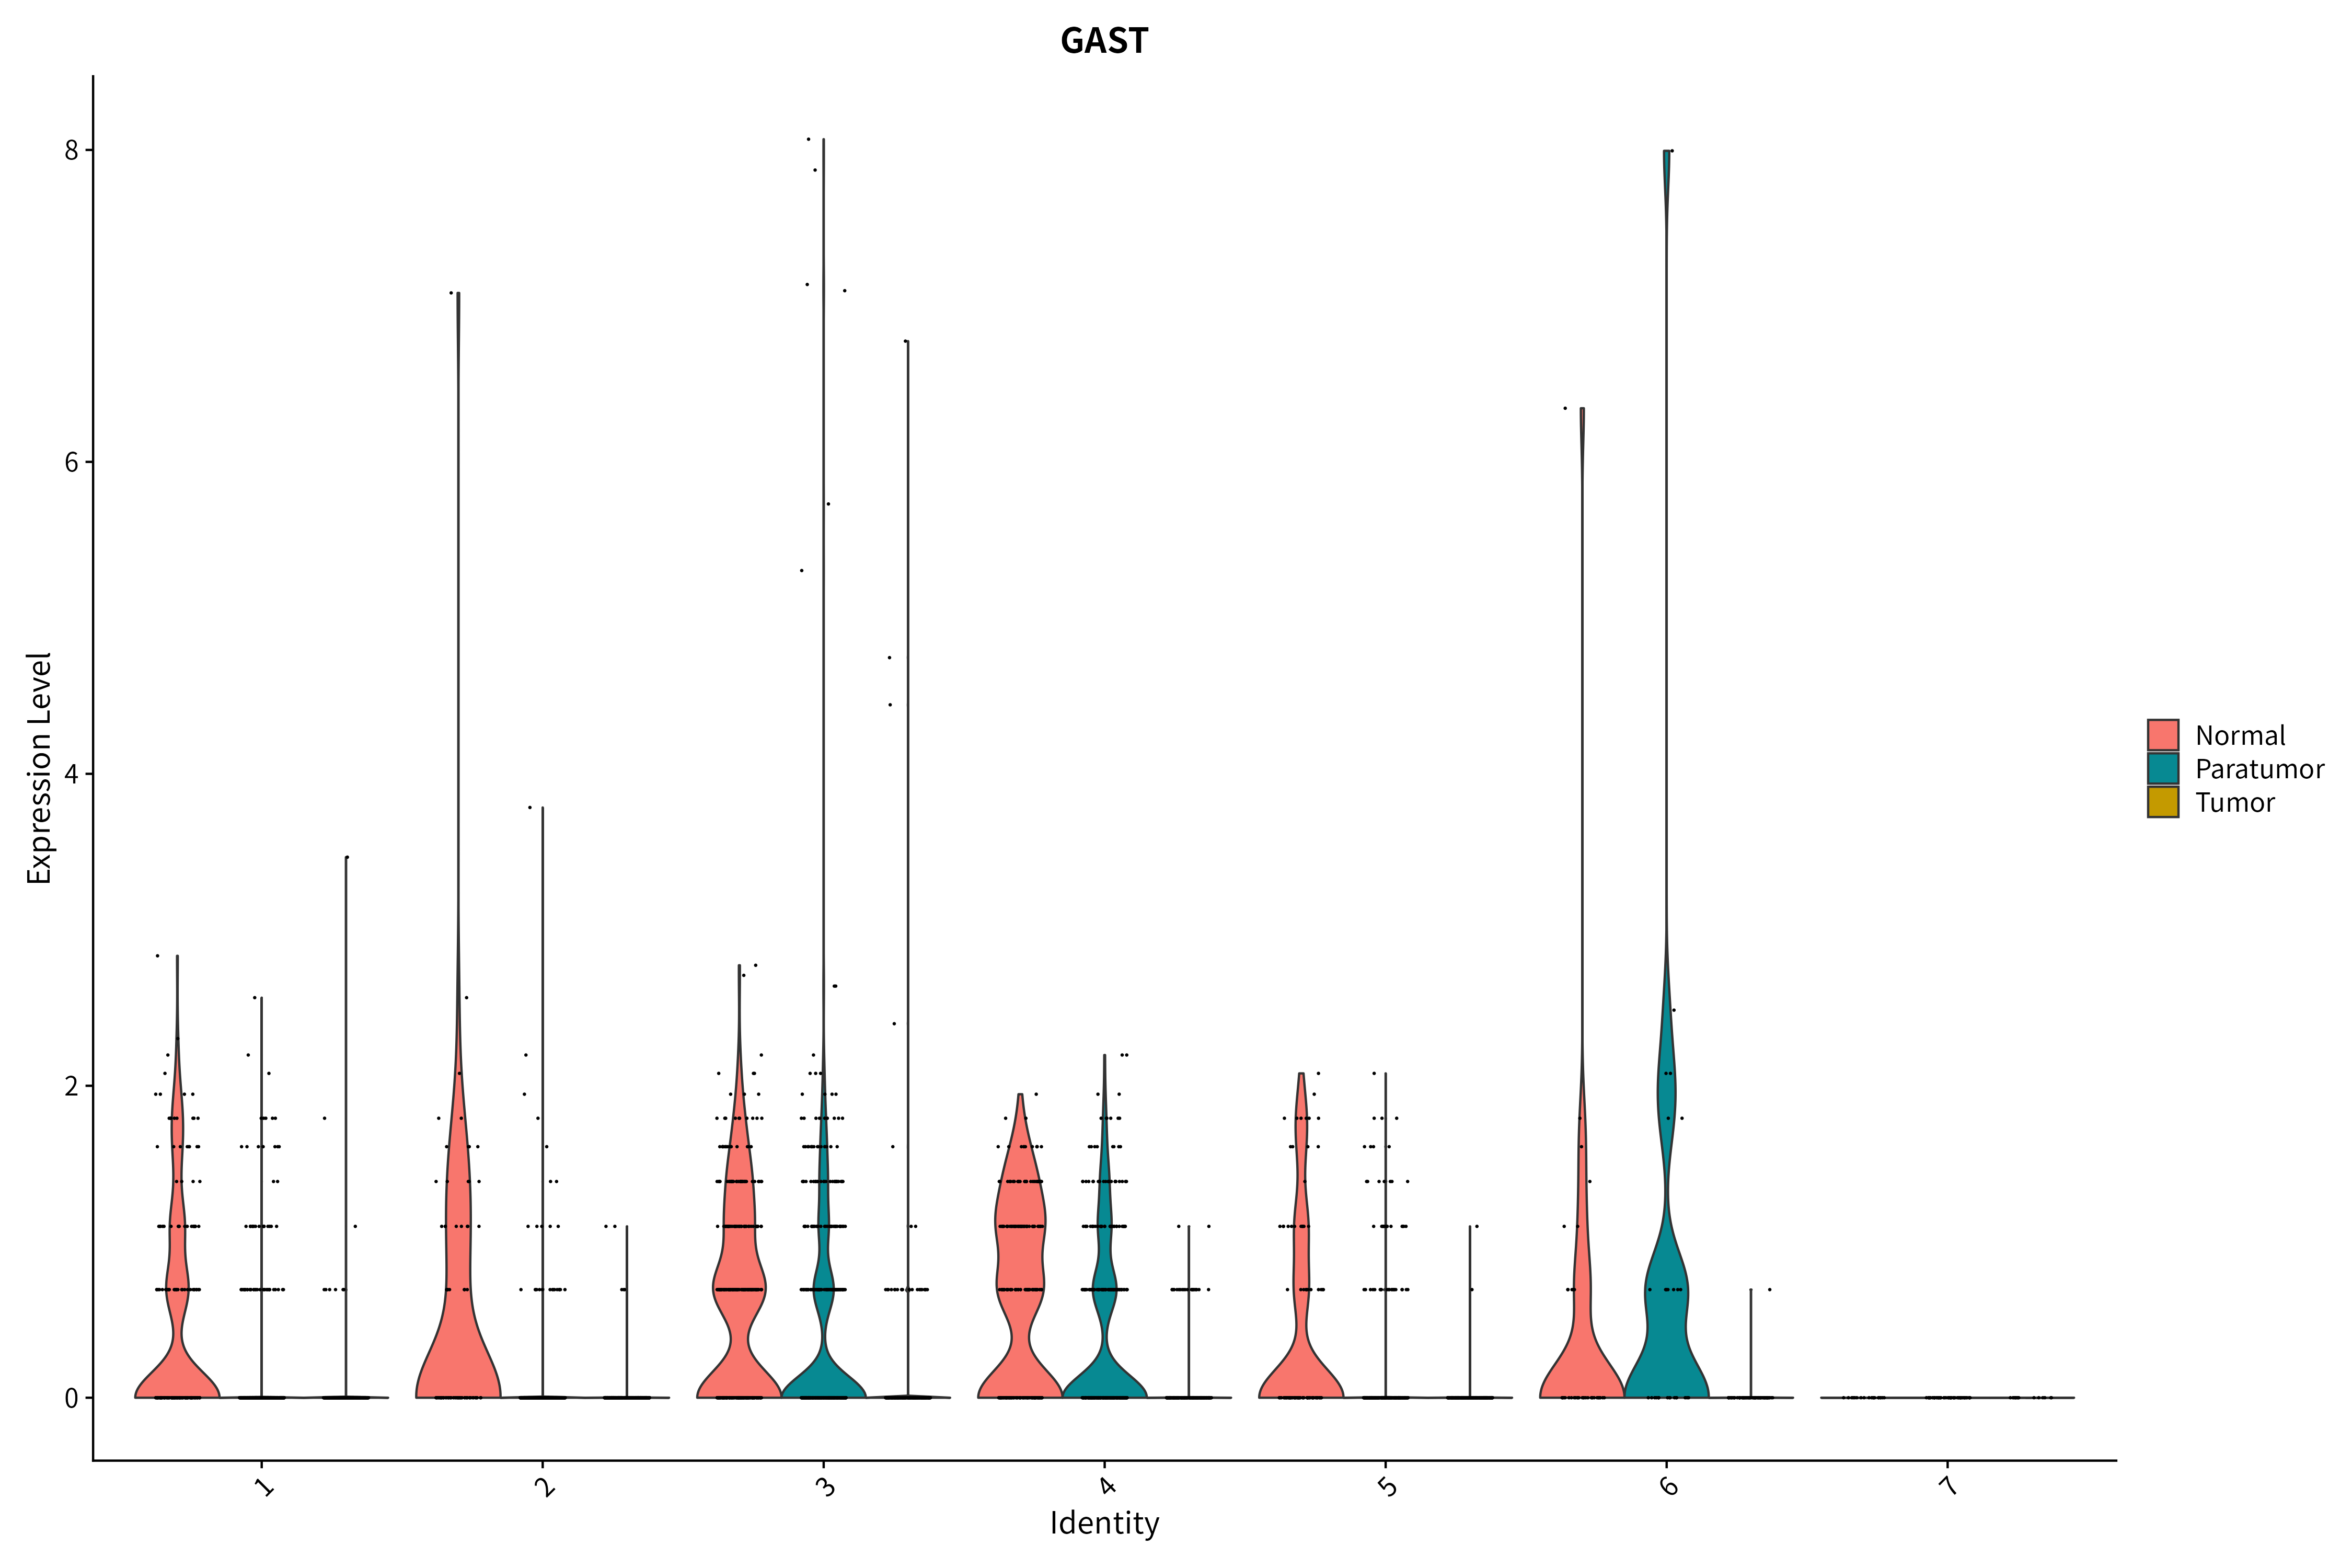 GAST
8
6
4
2
0
Expression Level
1
2
3
4
5
6
7
Identity
Normal
Paratumor
Tumor